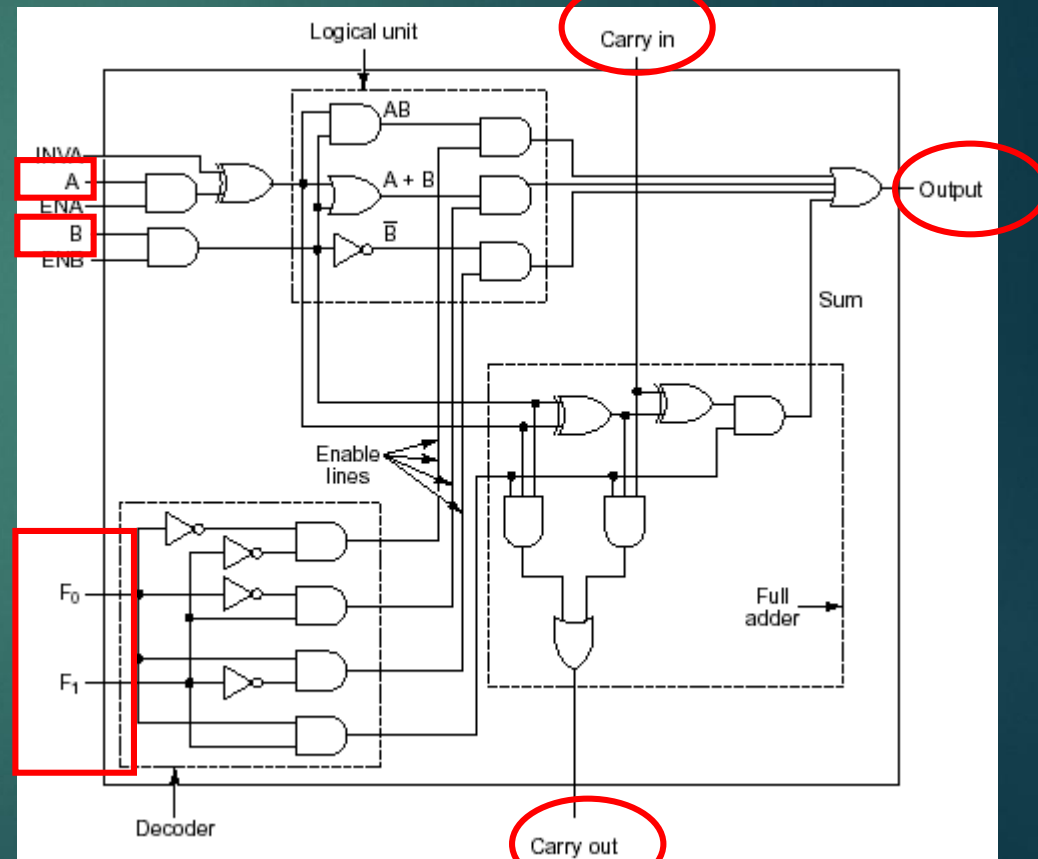 Logical unit
Carry in
AB
INVA
A
A + B
ENA
Output
B
B̅
ENB
Sum
Enable
lines
F₀
Full
adder
F₁
Decoder
Carry out